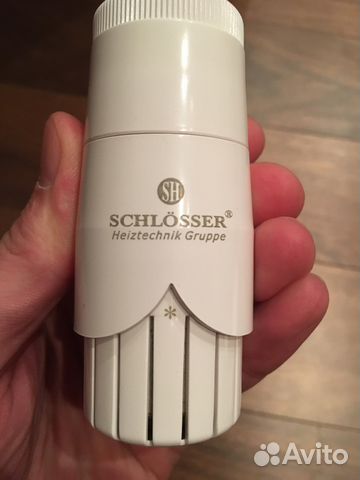 SH
SCHLÖSSER®
Heiztechnik Gruppe
*
Avito